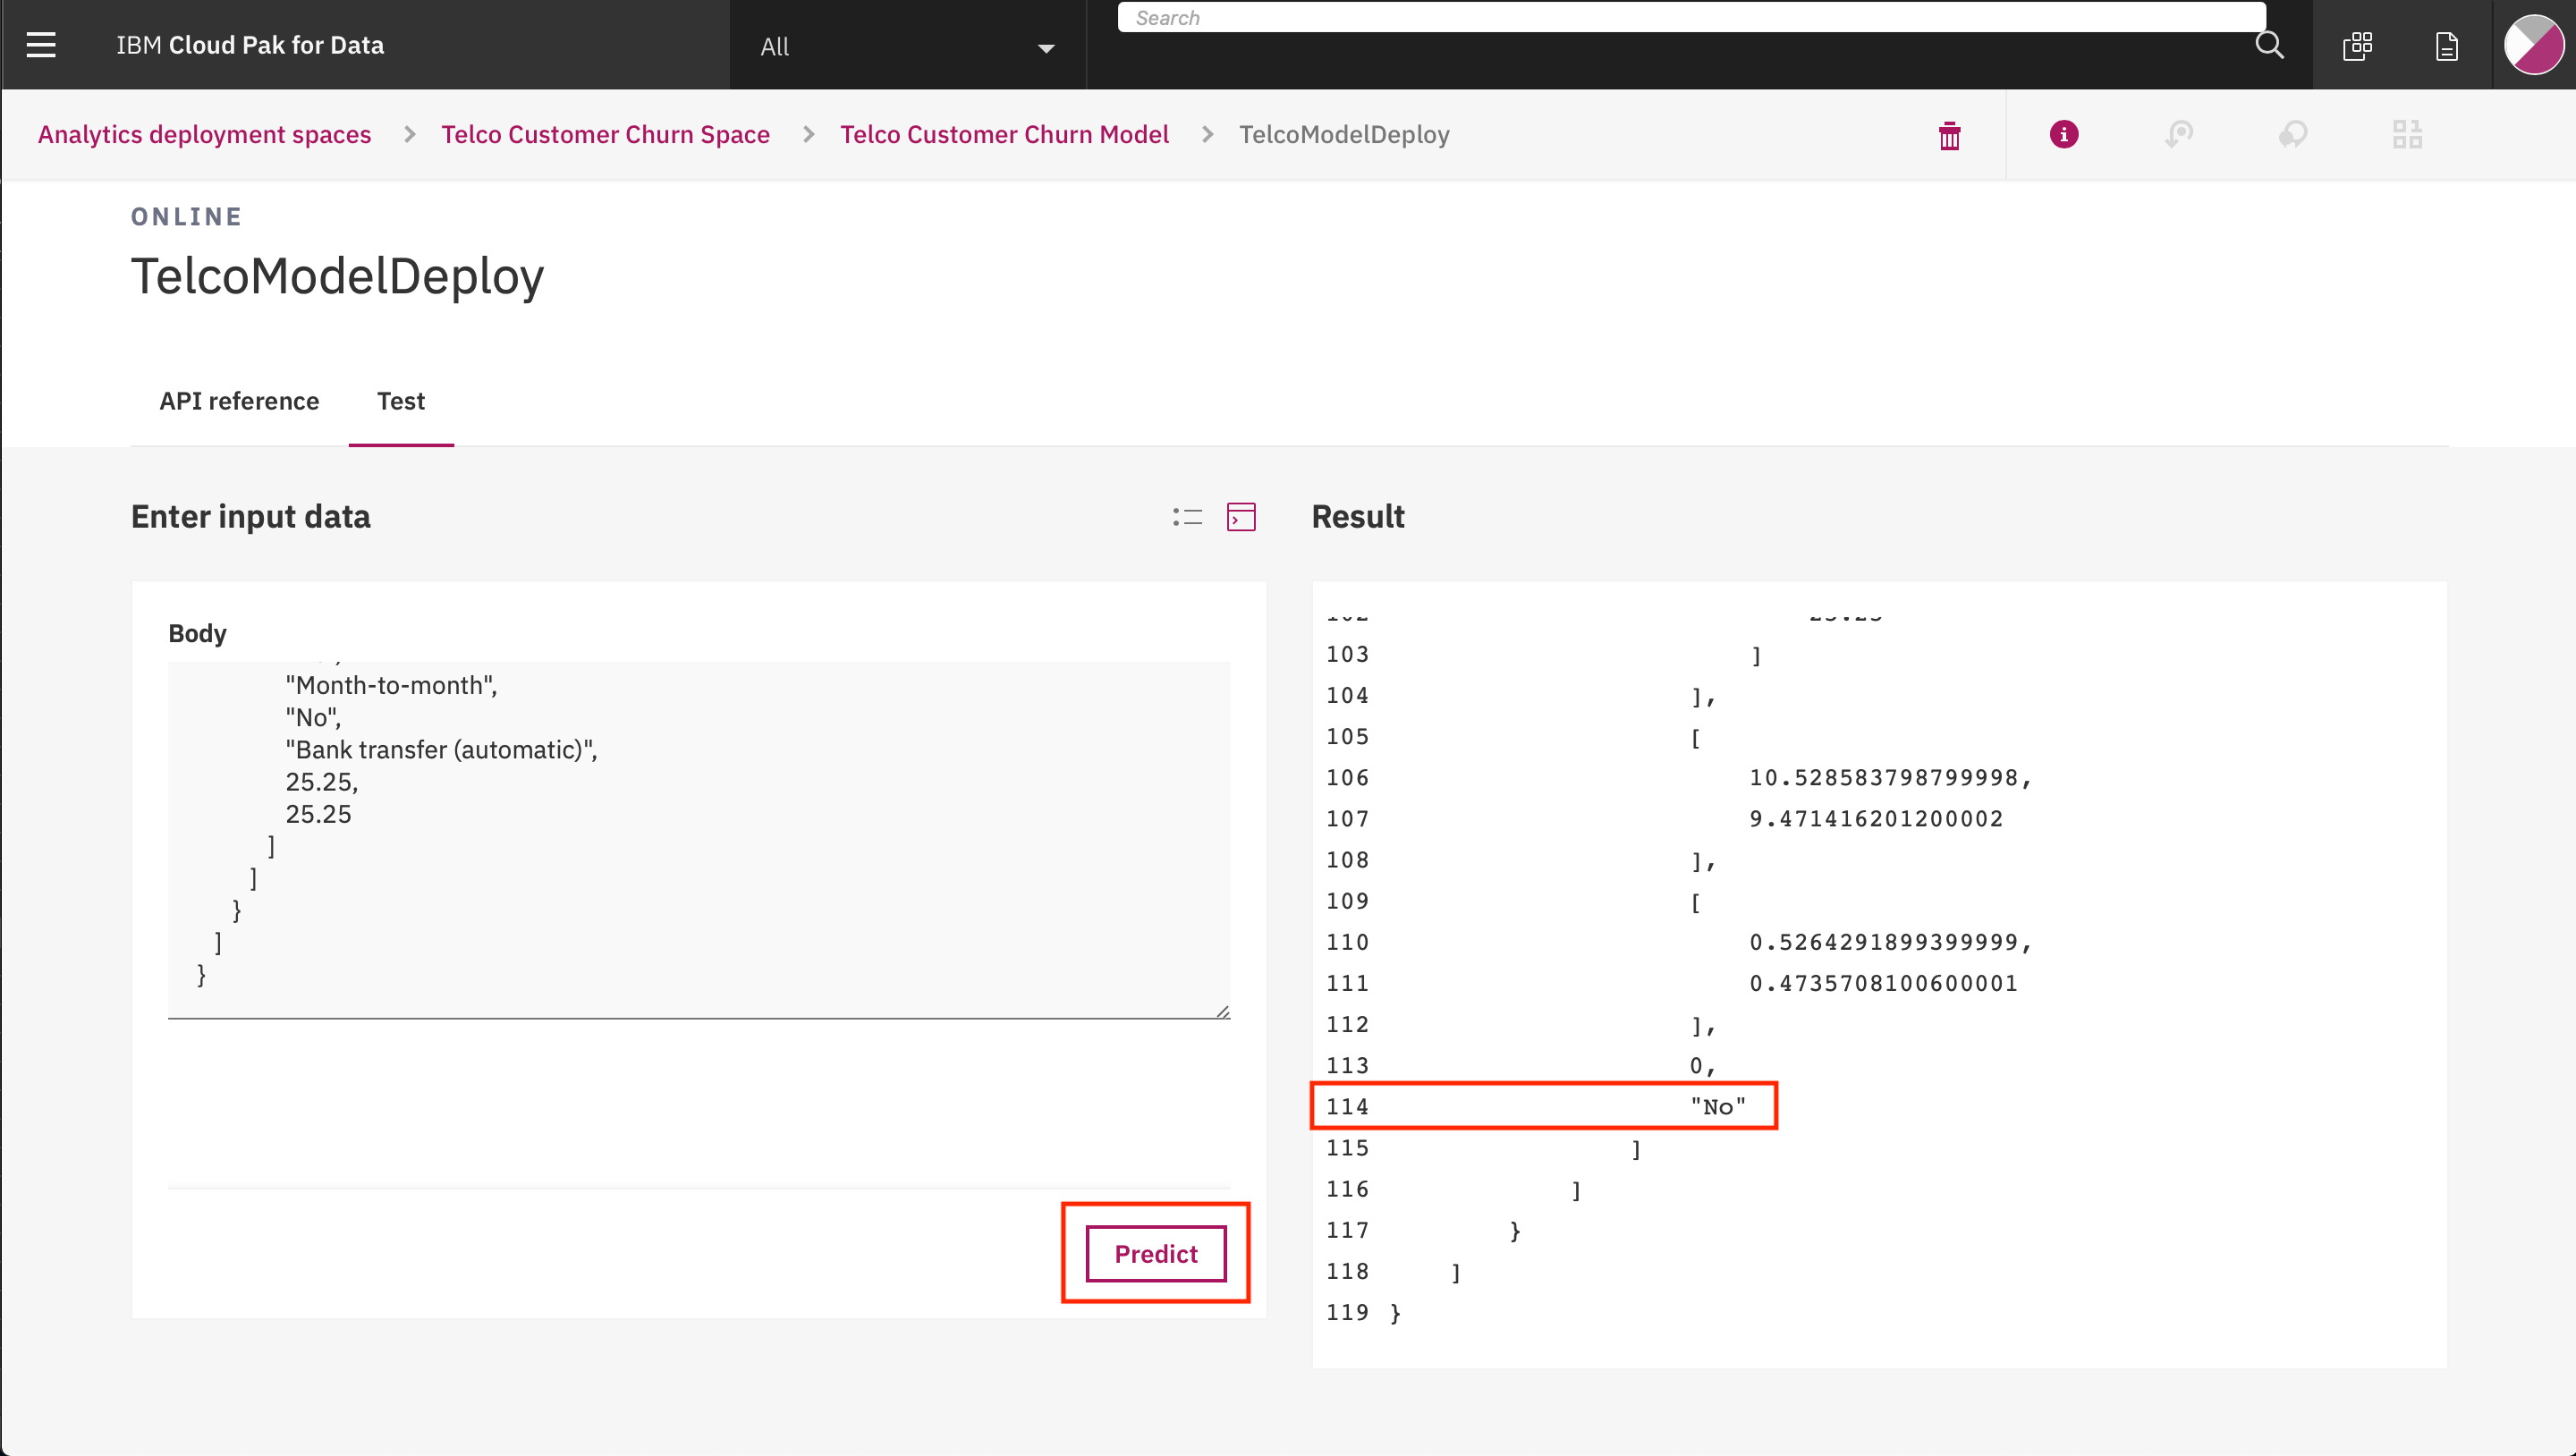 IBM Cloud Pak for Data
All
Search
Analytics deployment spaces > Telco Customer Churn Space > Telco Customer Churn Model > TelcoModelDeploy
ONLINE
TelcoModelDeploy
API reference
Test
Enter input data
Body
"Month-to-month",
"No",
"Bank transfer (automatic)",
25.25,
25.25
]
]
}
]
}
Predict
Result
103 ]
104 ],
105 [
106 10.528583798799998,
107 9.471416201200002
108 ],
109 [
110 0.5264291899399999,
111 0.4735708100600001
112 ],
113 0,
114 "No"
115 ]
116 ]
117 }
118 ]
119 }